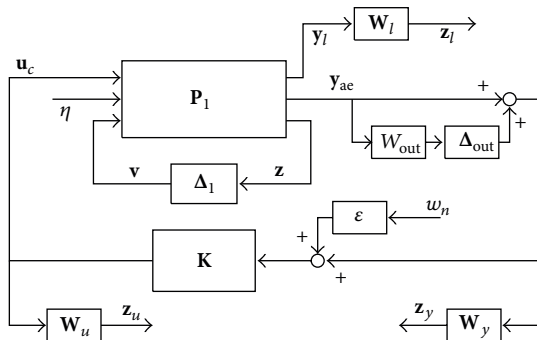 W_l
y_l
z_l
u_c
P_1
y_ae
+
η
+
W_out
Δ_out
v
Δ_1
z
ε
w_n
+
K
+
W_u
z_u
z_y
W_y